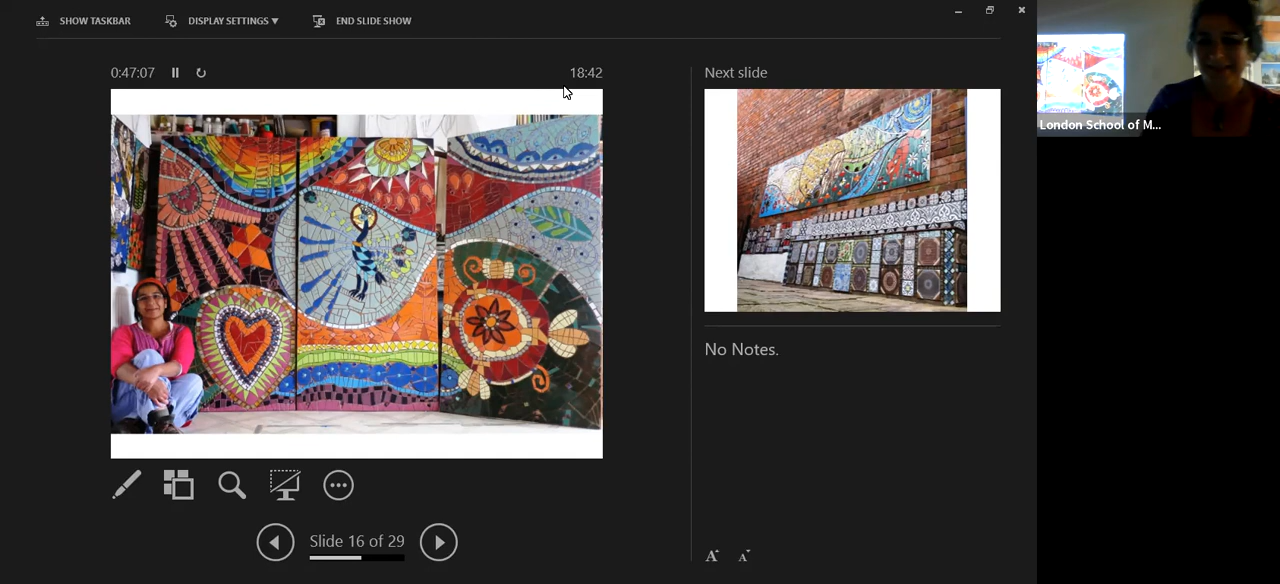 SHOW TASKBAR
DISPLAY SETTINGS ▼
END SLIDE SHOW
0:47:07
18:42
Next slide
London School of M...
No Notes.
Slide 16 of 29
A A